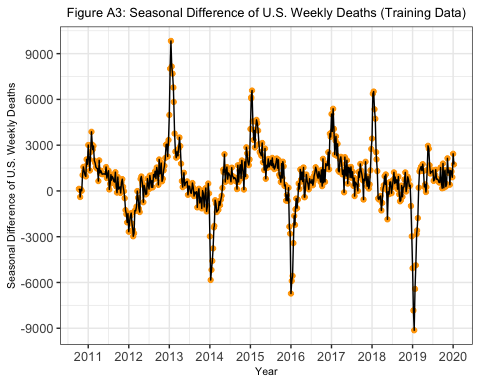 Figure A3: Seasonal Difference of U.S. Weekly Deaths (Training Data)
Seasonal Difference of U.S. Weekly Deaths
9000
6000
3000
0
-3000
-6000
-9000
2011 2012 2013 2014 2015 2016 2017 2018 2019 2020
Year